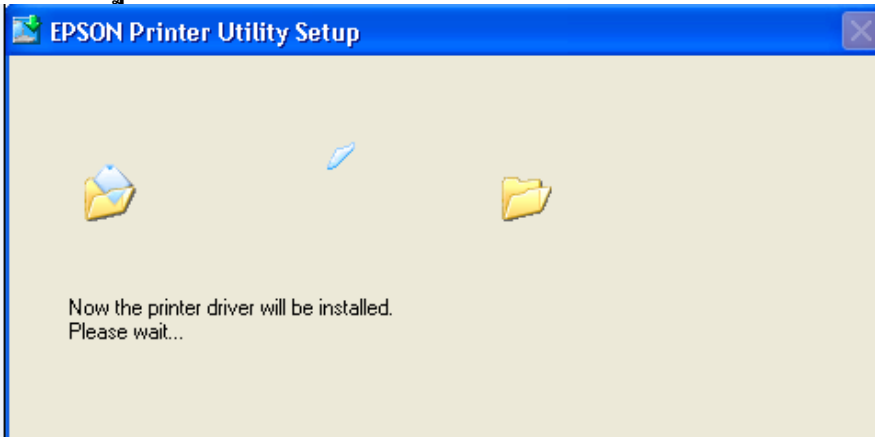 EPSON Printer Utility Setup
Now the printer driver will be installed.
Please wait...